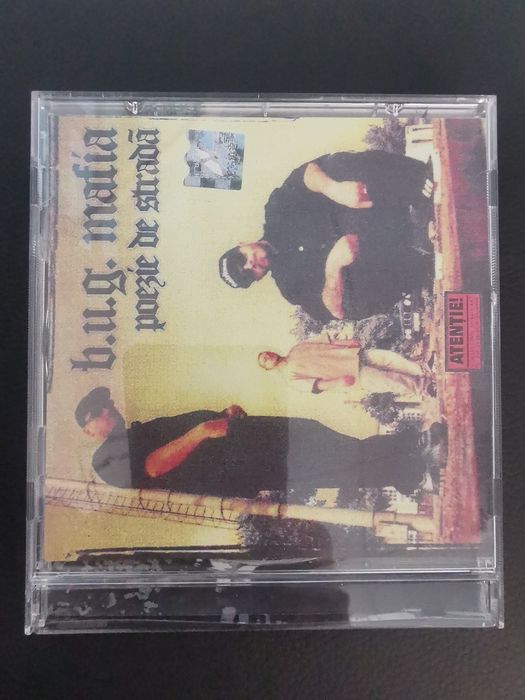 b.u.g. mafia
poezie de stradă
ATENȚIE!